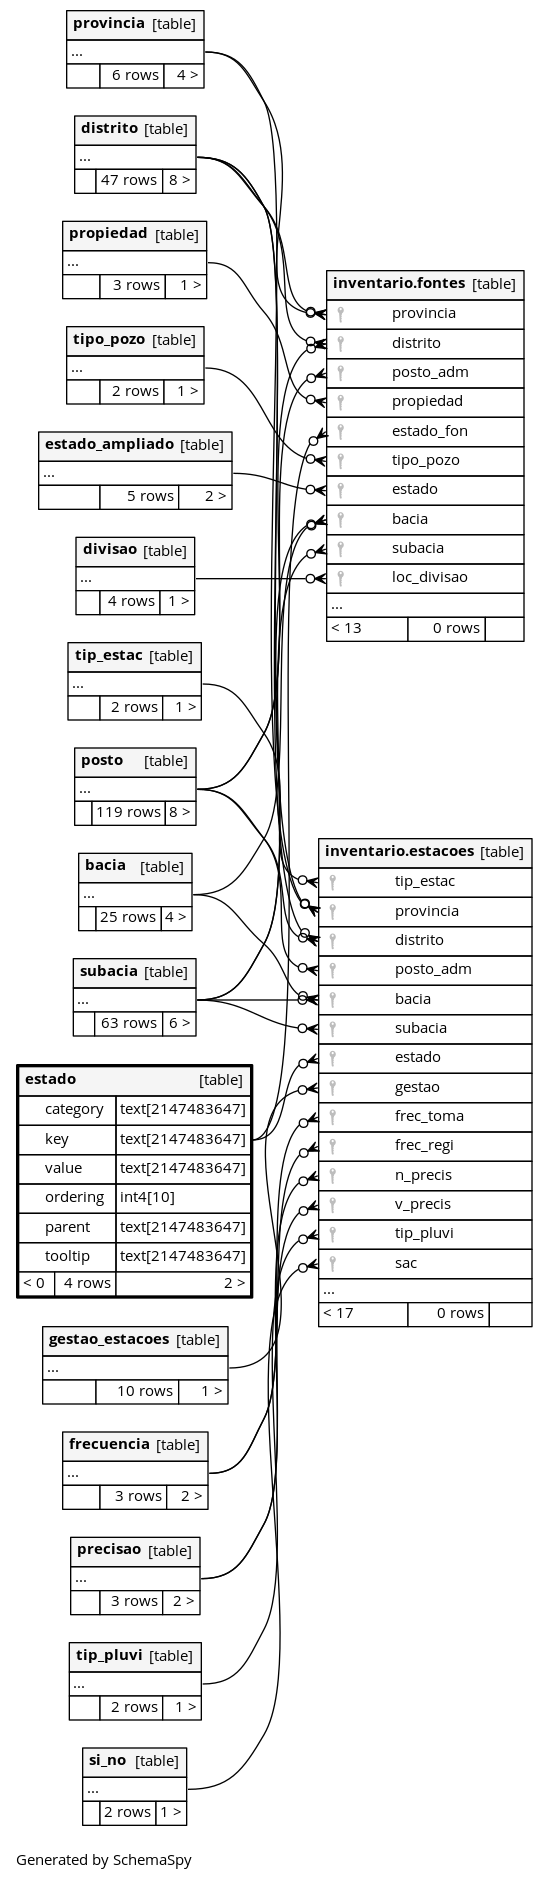 provincia [table]
...
6 rows 4 >
distrito [table]
...
47 rows 8 >
propiedad [table]
...
3 rows 1 >
tipo_pozo [table]
...
2 rows 1 >
estado_ampliado [table]
...
5 rows 2 >
divisao [table]
...
4 rows 1 >
tip_estac [table]
...
2 rows 1 >
posto [table]
...
119 rows 8 >
bacia [table]
...
25 rows 4 >
subacia [table]
...
63 rows 6 >
estado [table]
category text[2147483647]
key text[2147483647]
value text[2147483647]
ordering int4[10]
parent text[2147483647]
tooltip text[2147483647]
< 0 4 rows 2 >
gestao_estacoes [table]
...
10 rows 1 >
frecuencia [table]
...
3 rows 2 >
precisao [table]
...
3 rows 2 >
tip_pluvi [table]
...
2 rows 1 >
si_no [table]
...
2 rows 1 >
inventario.fontes [table]
provincia
distrito
posto_adm
propiedad
estado_fon
tipo_pozo
estado
bacia
subacia
loc_divisao
...
< 13 0 rows
inventario.estacoes [table]
tip_estac
provincia
distrito
posto_adm
bacia
subacia
estado
gestao
frec_toma
frec_regi
n_precis
v_precis
tip_pluvi
sac
...
< 17 0 rows
Generated by SchemaSpy